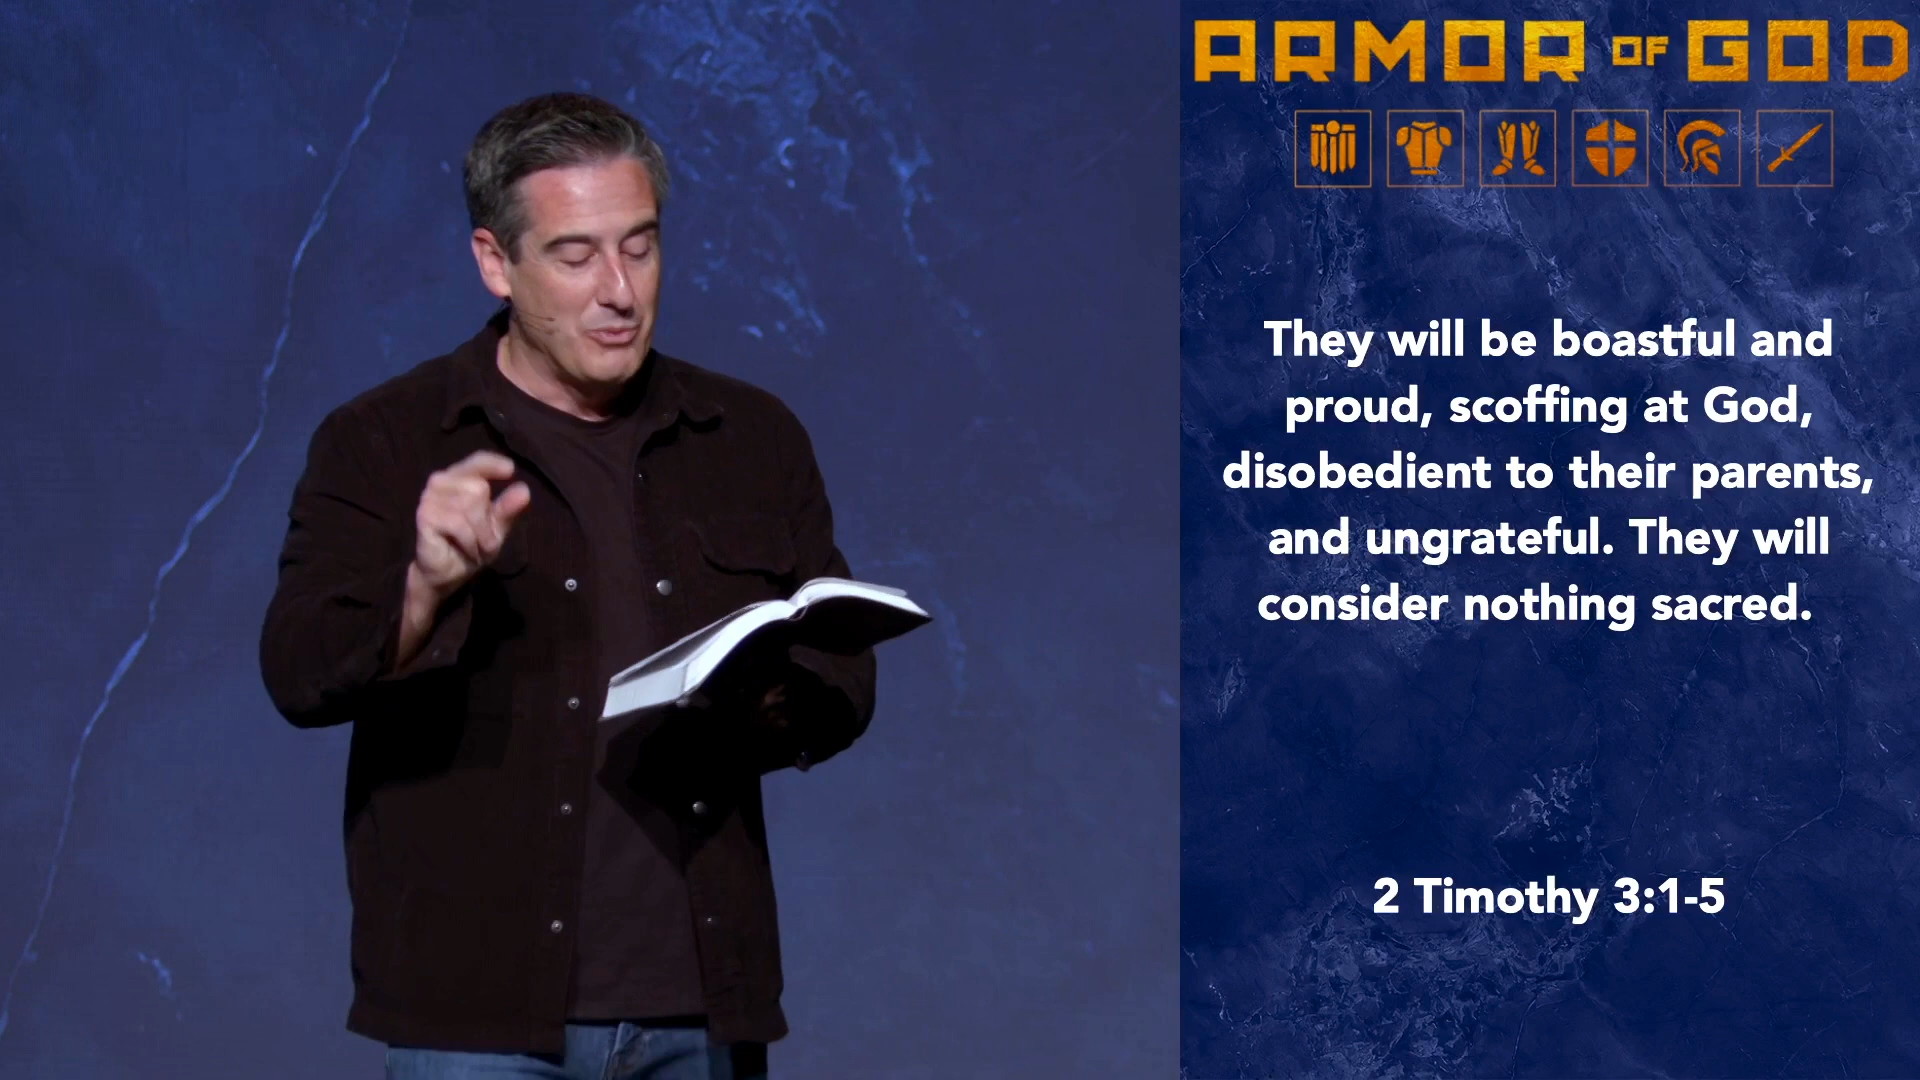 ARMOR OF GOD
They will be boastful and
proud, scoffing at God,
disobedient to their parents,
and ungrateful. They will
consider nothing sacred.
2 Timothy 3:1-5